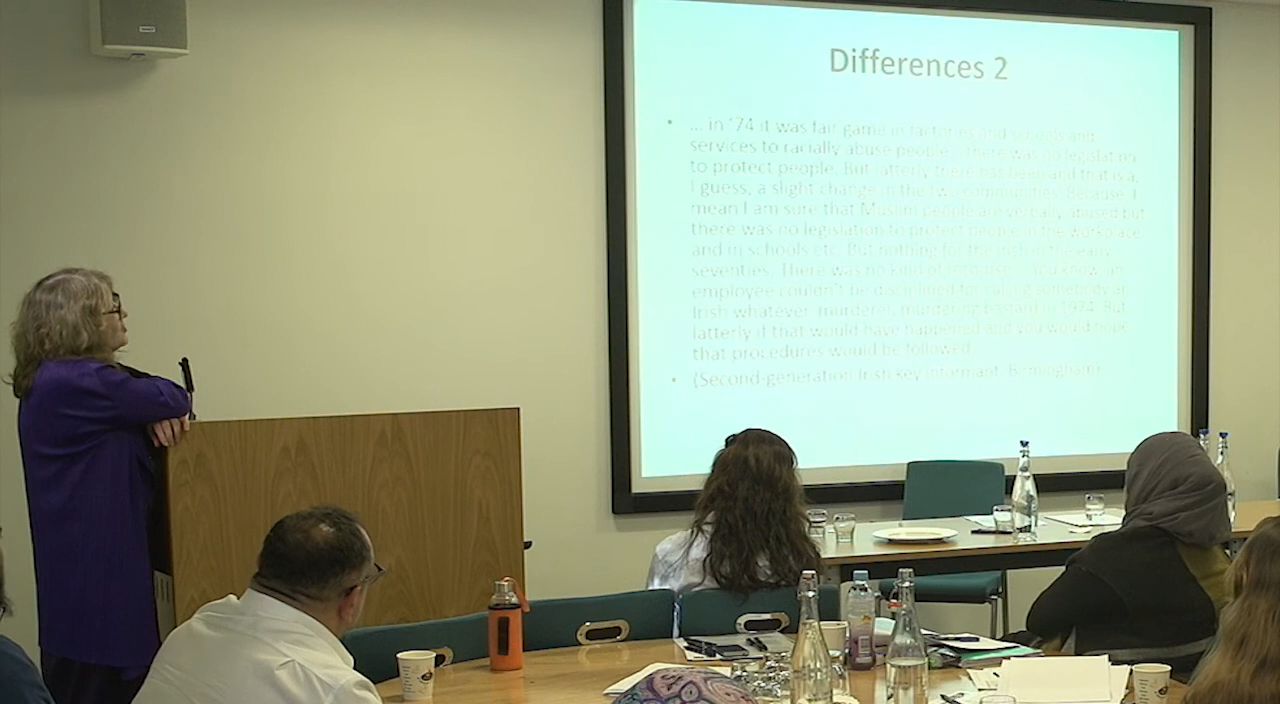 Differences 2
• ... in '74 it was fair game in factories and schools and
services to racially abuse people... there was no legislation
to protect people. But latterly there has been and that is a,
I guess, a slight change in the two communities. Because, I
mean I am sure that Muslim people are verbally abused but
there was no legislation to protect people in the workplace
and in schools etc. But nothing for the Irish in the early
seventies. There was no kind of recourse... you know, an
employee couldn't be disciplined for calling somebody an
Irish whatever, murderer, murdering bastard in 1974. But
latterly if that would have happened and you would hope
that procedures would be followed.
• (Second-generation Irish key informant, Birmingham)